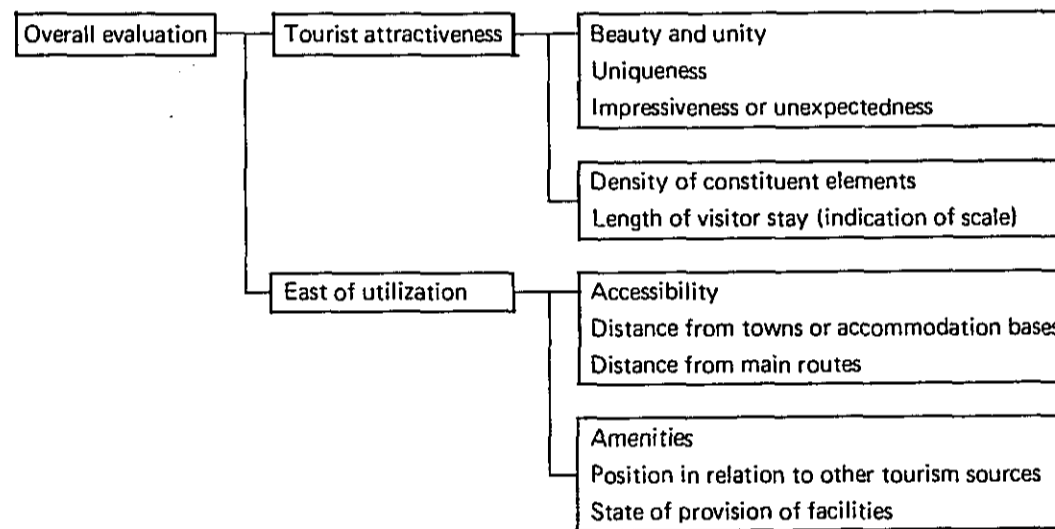 Overall evaluation
Tourist attractiveness
Beauty and unity
Uniqueness
Impressiveness or unexpectedness
Density of constituent elements
Length of visitor stay (indication of scale)
East of utilization
Accessibility
Distance from towns or accommodation bases
Distance from main routes
Amenities
Position in relation to other tourism sources
State of provision of facilities